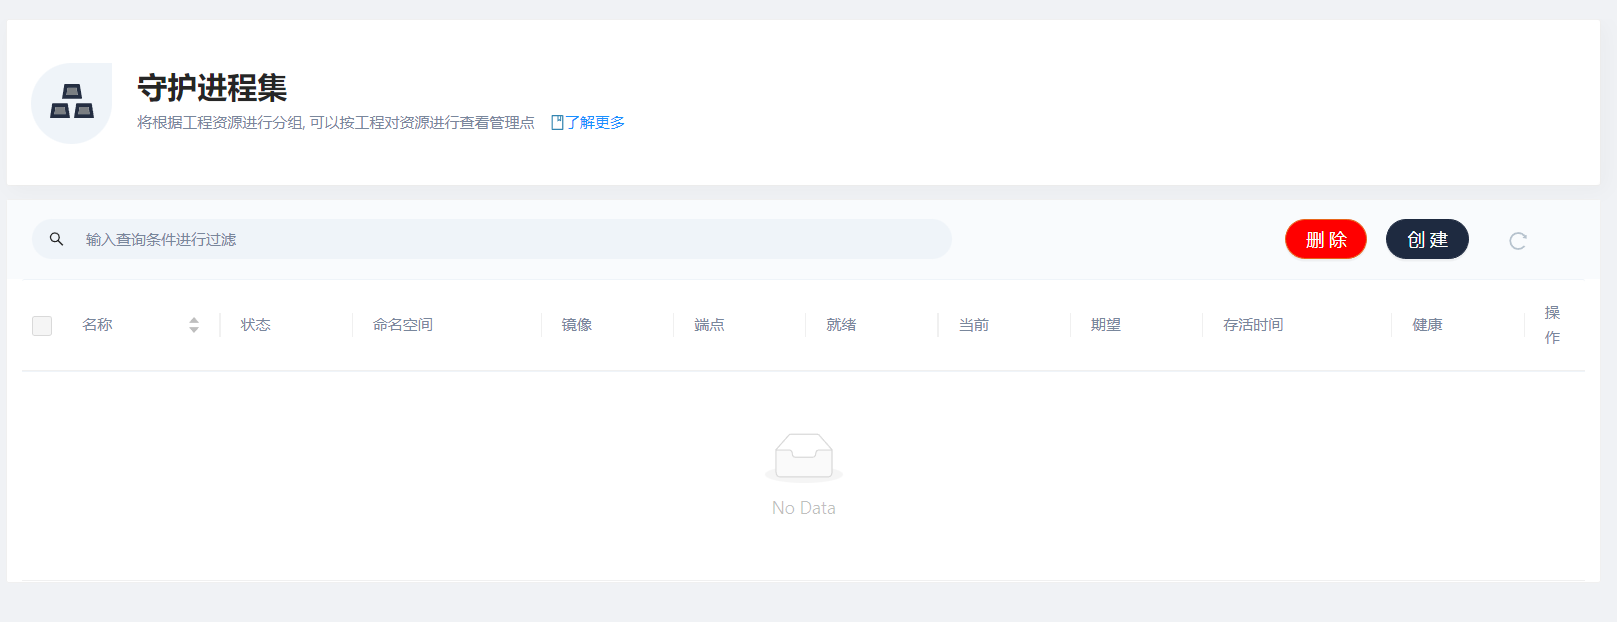 守护进程集
将根据工程资源进行分组, 可以按工程对资源进行查看管理点 了解更多
输入查询条件进行过滤 删 除 创 建
名称 状态 命名空间 镜像 端点 就绪 当前 期望 存活时间 健康 操作
No Data